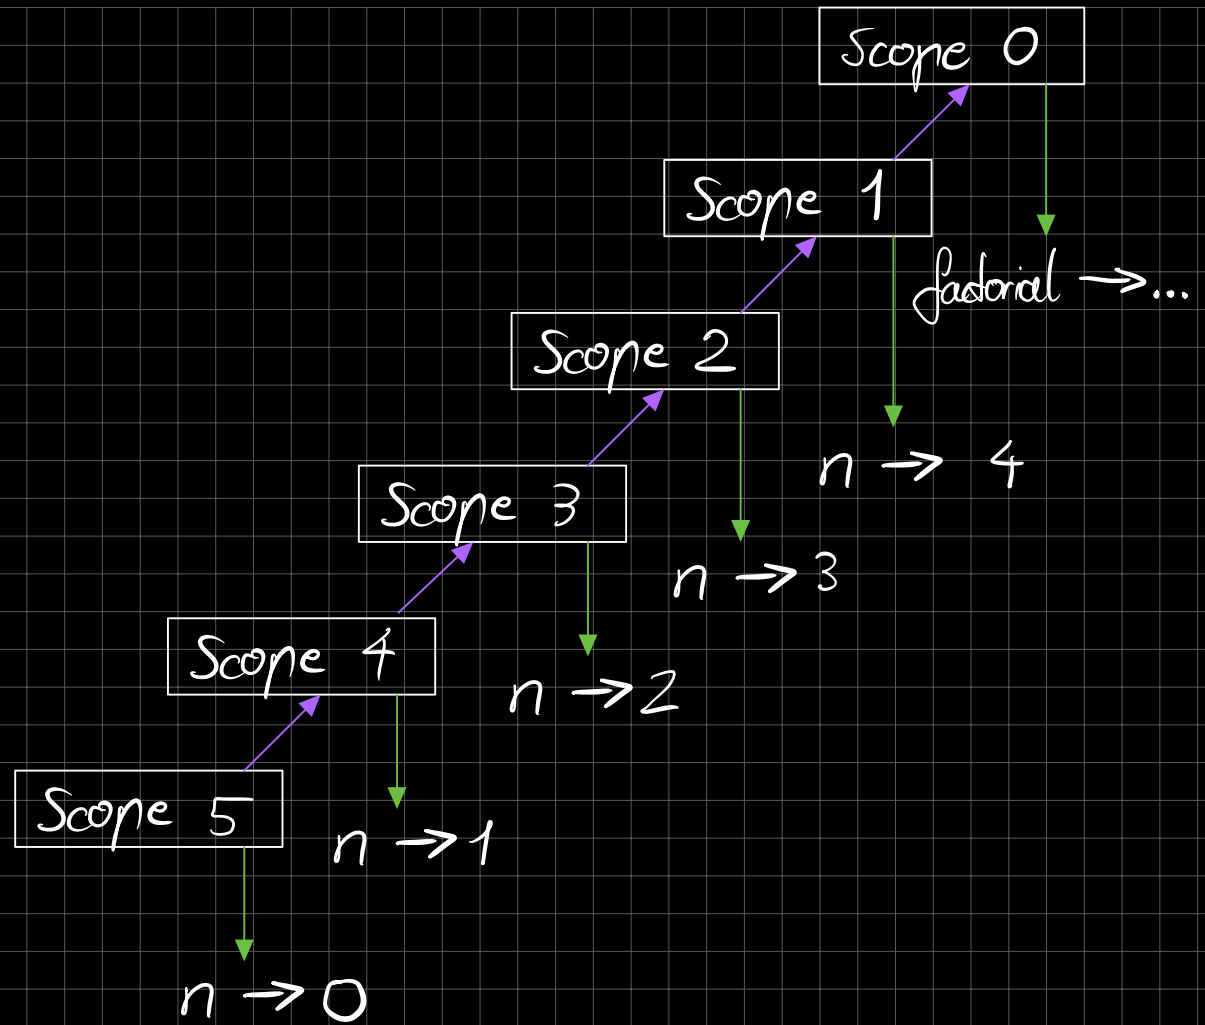 Scope 0
Scope 1
factorial →...
Scope 2
n → 4
Scope 3
n → 3
Scope 4
n → 2
Scope 5
n → 1
n → 0